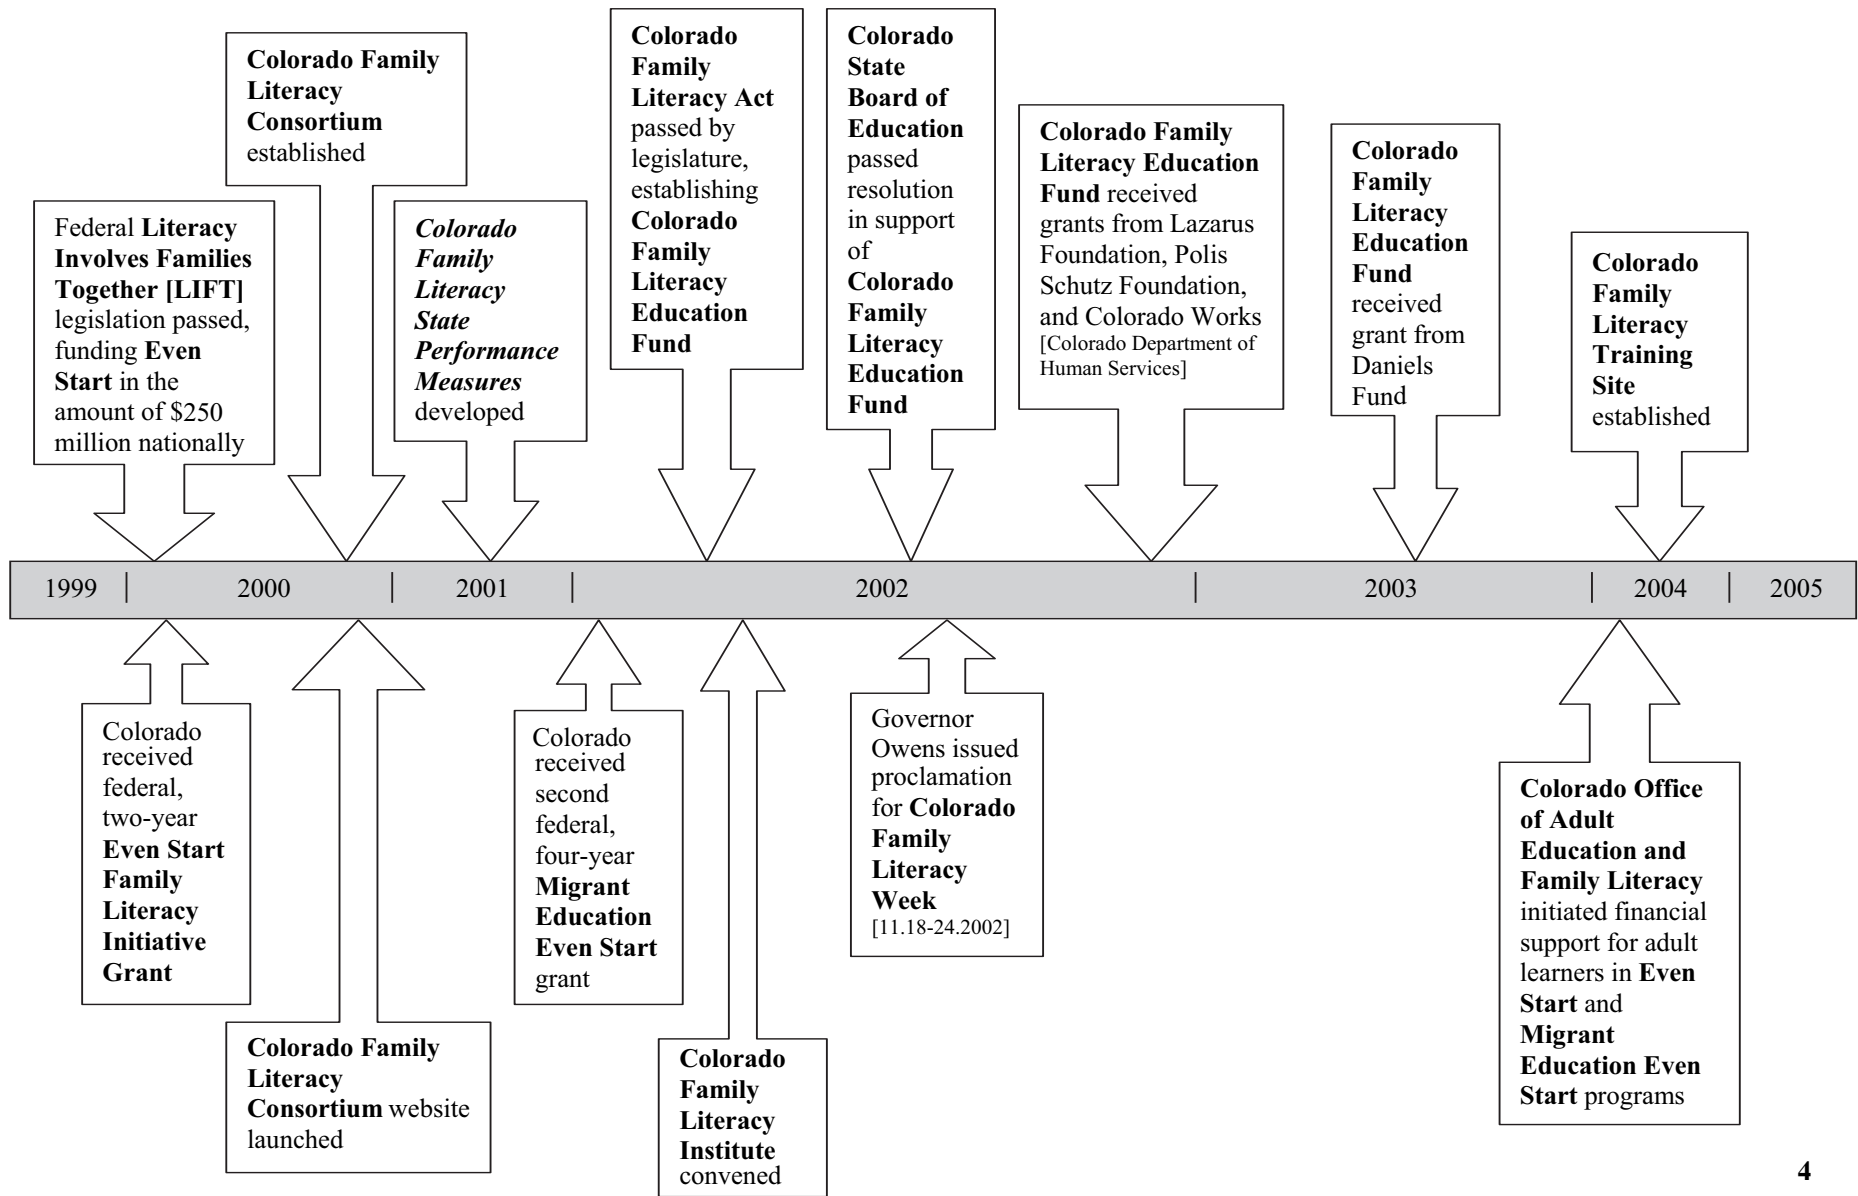 Colorado Family
Literacy
Consortium
established
Federal Literacy
Involves Families
Together [LIFT]
legislation passed,
funding Even
Start in the
amount of $250
million nationally
Colorado
Family
Literacy
State
Performance
Measures
developed
Colorado
Family
Literacy Act
passed by
legislature,
establishing
Colorado
Family
Literacy
Education
Fund
Colorado
State
Board of
Education
passed
resolution
in support
of
Colorado
Family
Literacy
Education
Fund
Colorado Family
Literacy Education
Fund received
grants from Lazarus
Foundation, Polis
Schutz Foundation,
and Colorado Works
[Colorado Department of
Human Services]
Colorado
Family
Literacy
Education
Fund
received
grant from
Daniels
Fund
Colorado
Family
Literacy
Training
Site
established
1999 | 2000 | 2001 | 2002 | 2003 | 2004 | 2005
Colorado
received
federal,
two-year
Even Start
Family
Literacy
Initiative
Grant
Colorado Family
Literacy
Consortium website
launched
Colorado
received
second
federal,
four-year
Migrant
Education
Even Start
grant
Colorado
Family
Literacy
Institute
convened
Governor
Owens issued
proclamation
for Colorado
Family
Literacy
Week
[11.18-24.2002]
Colorado Office
of Adult
Education and
Family Literacy
initiated financial
support for adult
learners in Even
Start and
Migrant
Education Even
Start programs
4